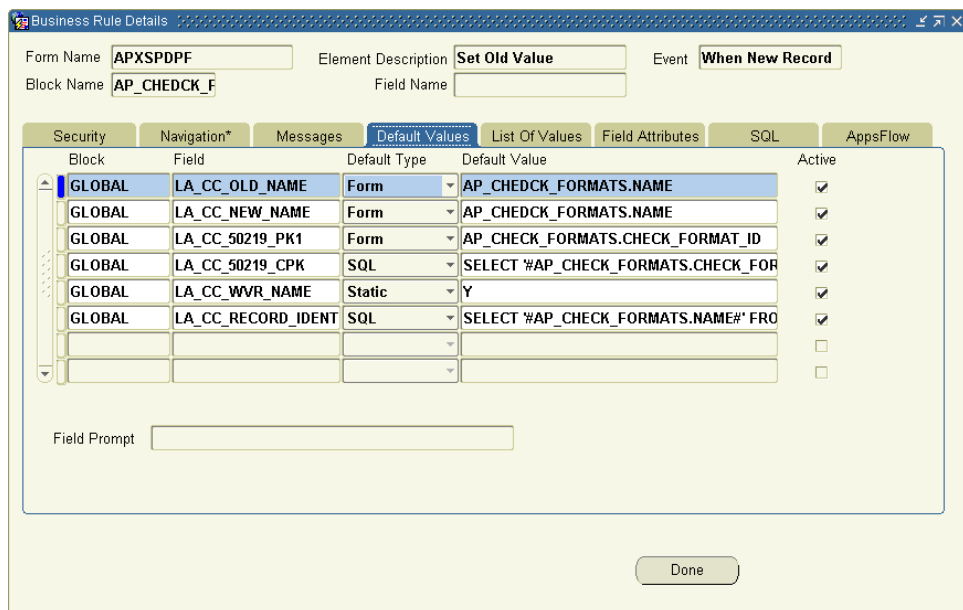 Business Rule Details
Form Name APXSPDPF Element Description Set Old Value Event When New Record
Block Name AP_CHEDCK_F Field Name
Security Navigation* Messages Default Values List Of Values Field Attributes SQL AppsFlow
Block Field Default Type Default Value Active
GLOBAL LA_CC_OLD_NAME Form AP_CHEDCK_FORMATS.NAME
GLOBAL LA_CC_NEW_NAME Form AP_CHEDCK_FORMATS.NAME
GLOBAL LA_CC_50219_PK1 Form AP_CHECK_FORMATS.CHECK_FORMAT_ID
GLOBAL LA_CC_50219_CPK SQL SELECT '#AP_CHECK_FORMATS.CHECK_FOR
GLOBAL LA_CC_WVR_NAME Static Y
GLOBAL LA_CC_RECORD_IDENT SQL SELECT '#AP_CHECK_FORMATS.NAME#' FRO
Field Prompt
Done